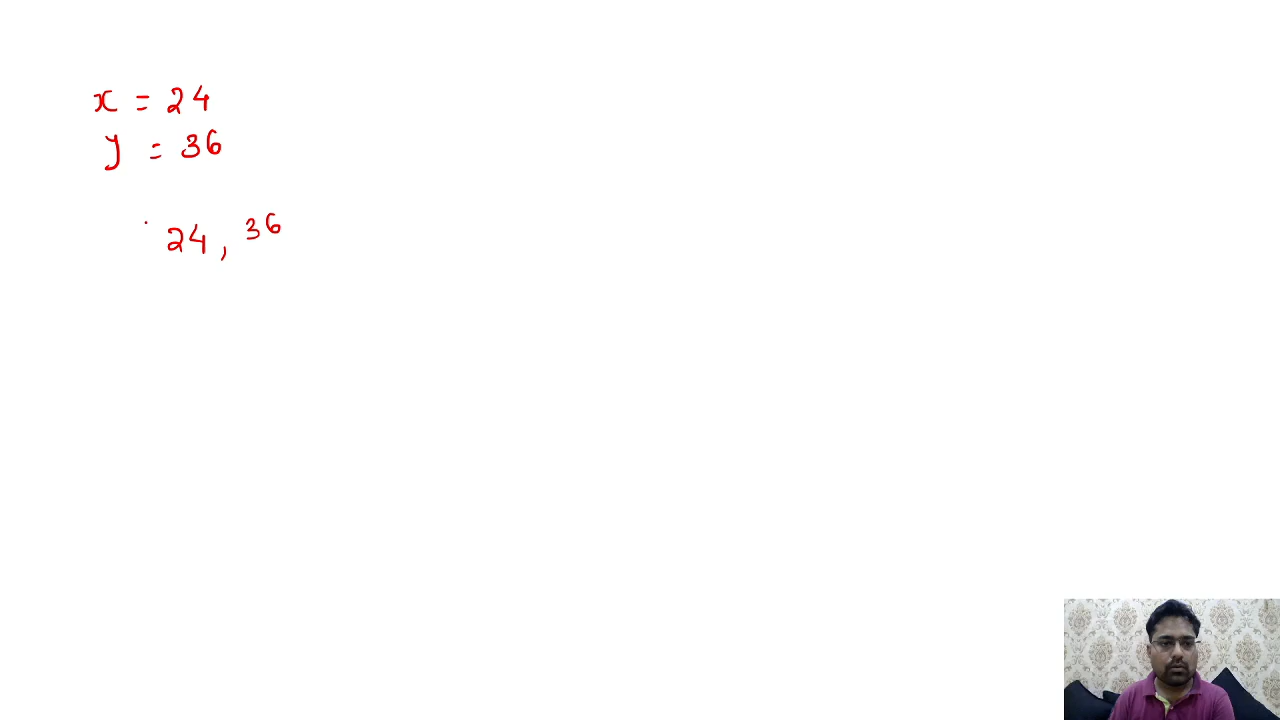 x = 24
y = 36
24, 36